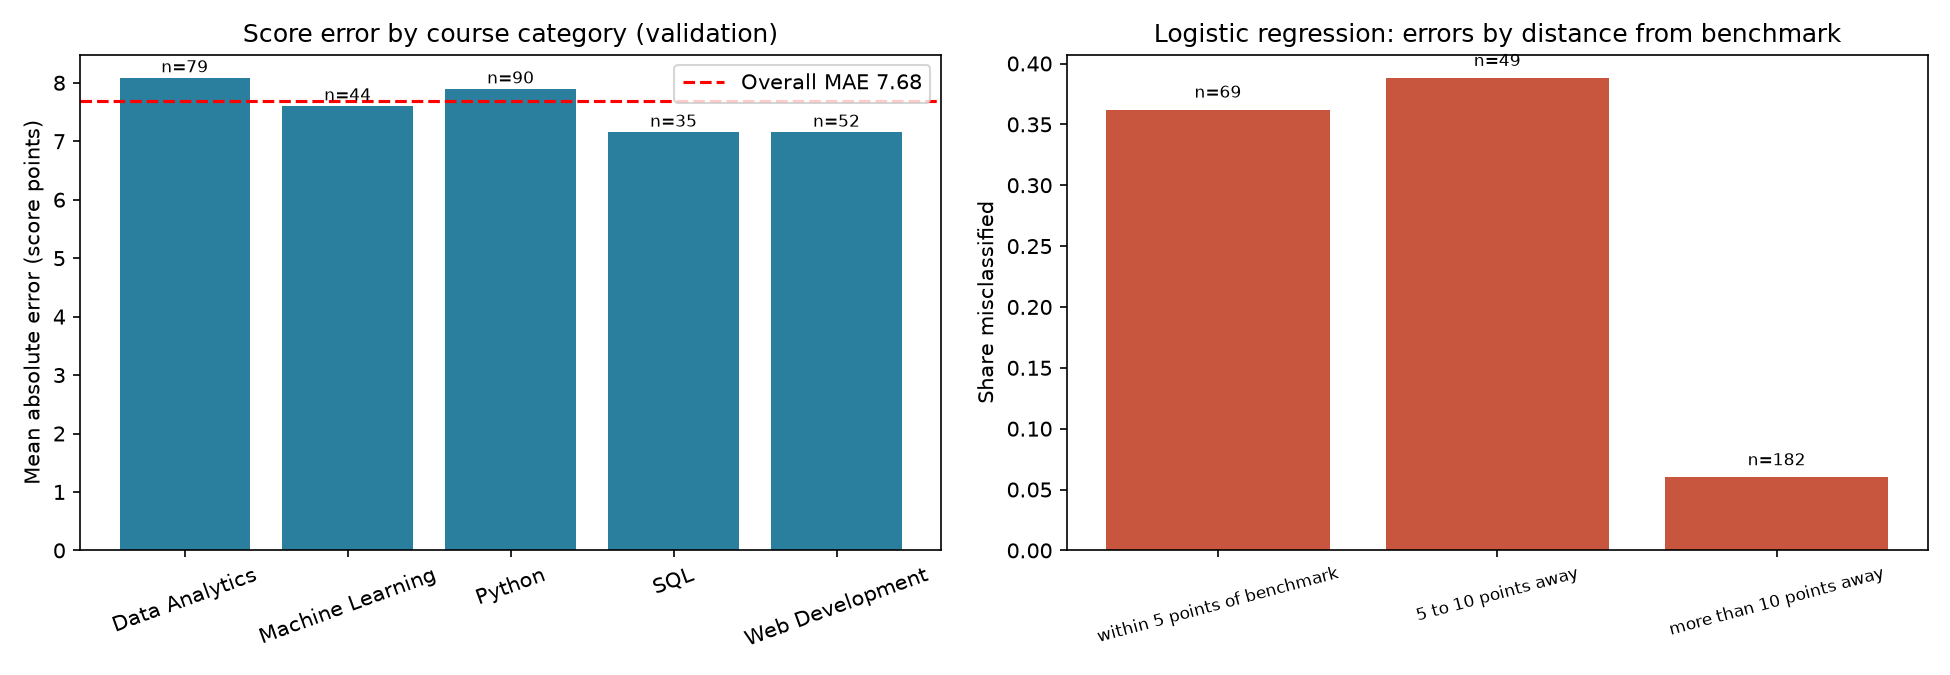 Score error by course category (validation)
Mean absolute error (score points)
8
7
6
5
4
3
2
1
0
n=79
n=44
n=90
n=35
n=52
Overall MAE 7.68
Data Analytics
Machine Learning
Python
SQL
Web Development
Logistic regression: errors by distance from benchmark
Share misclassified
0.40
0.35
0.30
0.25
0.20
0.15
0.10
0.05
0.00
n=69
n=49
n=182
within 5 points of benchmark
5 to 10 points away
more than 10 points away